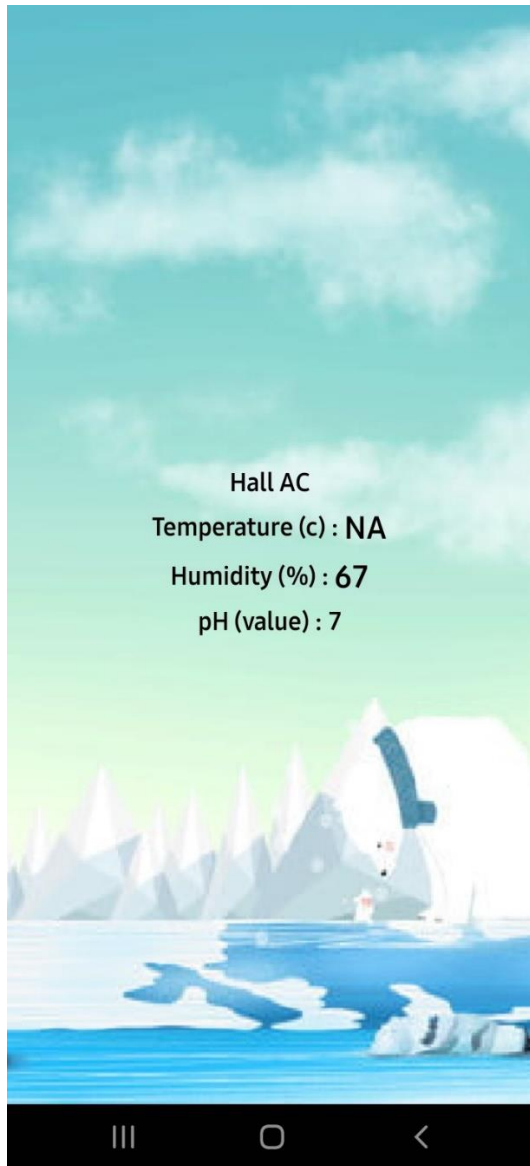 Hall AC
Temperature (c) : NA
Humidity (%) : 67
pH (value) : 7